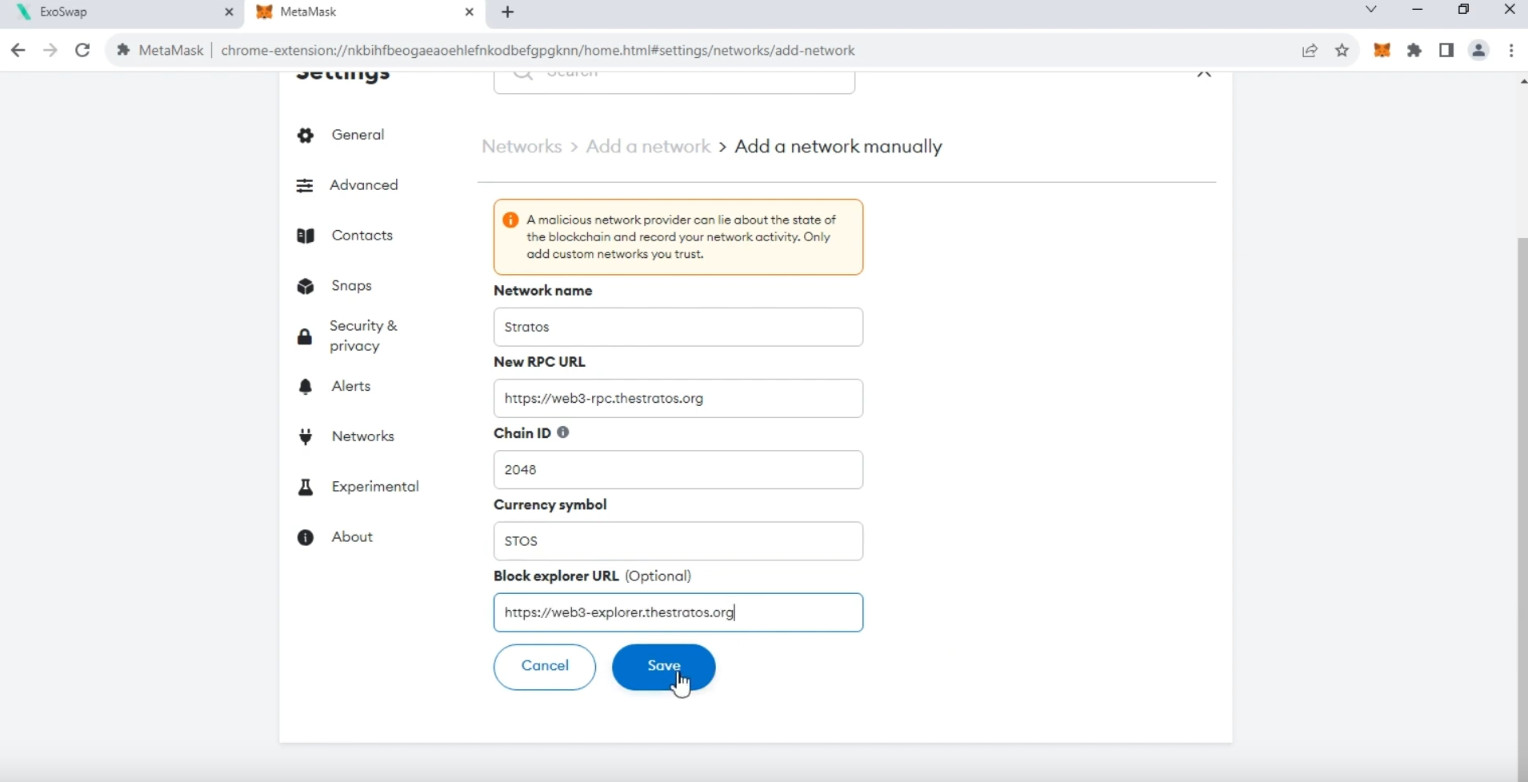 ExoSwap
MetaMask
MetaMask | chrome-extension://nkbihfbeogaeaoehlefnkodbefgpgknn/home.html#settings/networks/add-network
Settings
Search
General
Advanced
Contacts
Snaps
Security &
privacy
Alerts
Networks
Experimental
About
Networks > Add a network > Add a network manually
A malicious network provider can lie about the state of
the blockchain and record your network activity. Only
add custom networks you trust.
Network name
Stratos
New RPC URL
https://web3-rpc.thestratos.org
Chain ID
2048
Currency symbol
STOS
Block explorer URL (Optional)
https://web3-explorer.thestratos.org
Cancel
Save